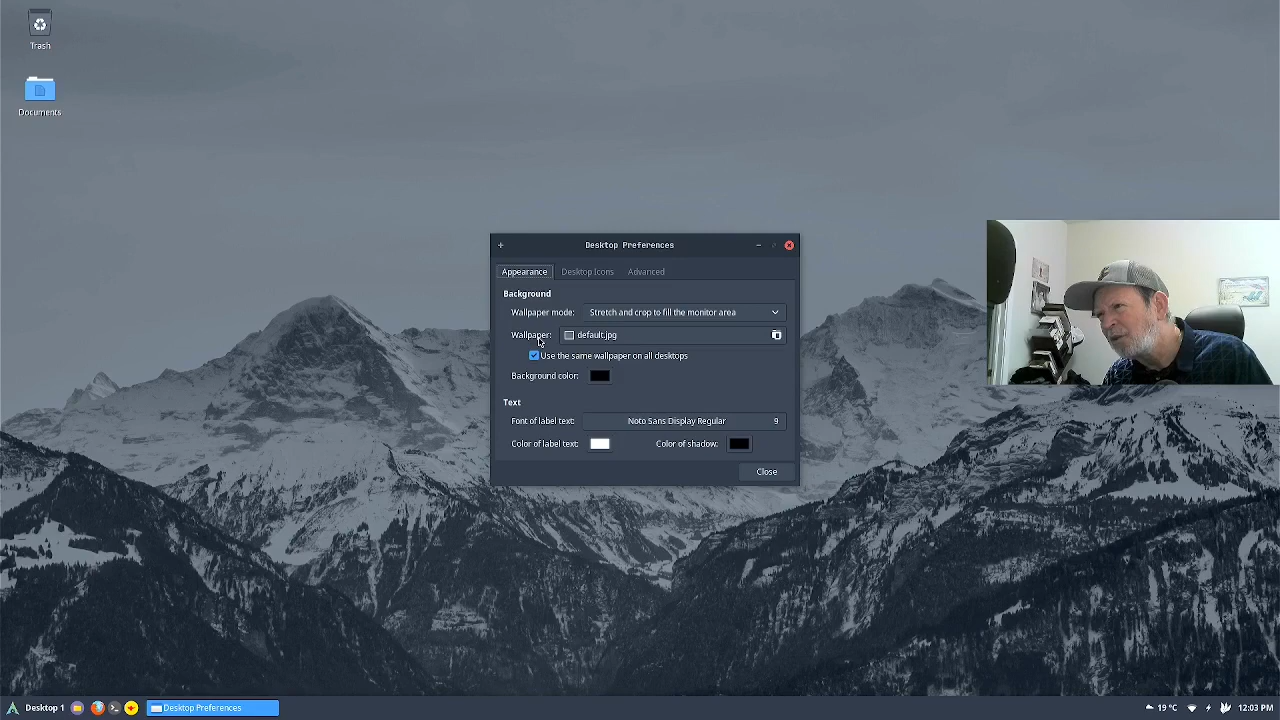 Trash
Documents
Desktop Preferences
Appearance Desktop Icons Advanced
Background
Wallpaper mode: Stretch and crop to fill the monitor area
Wallpaper: default.jpg
Use the same wallpaper on all desktops
Background color:
Text
Font of label text: Noto Sans Display Regular 9
Color of label text: Color of shadow:
Close
Desktop 1 Desktop Preferences 19 °C 12:03 PM